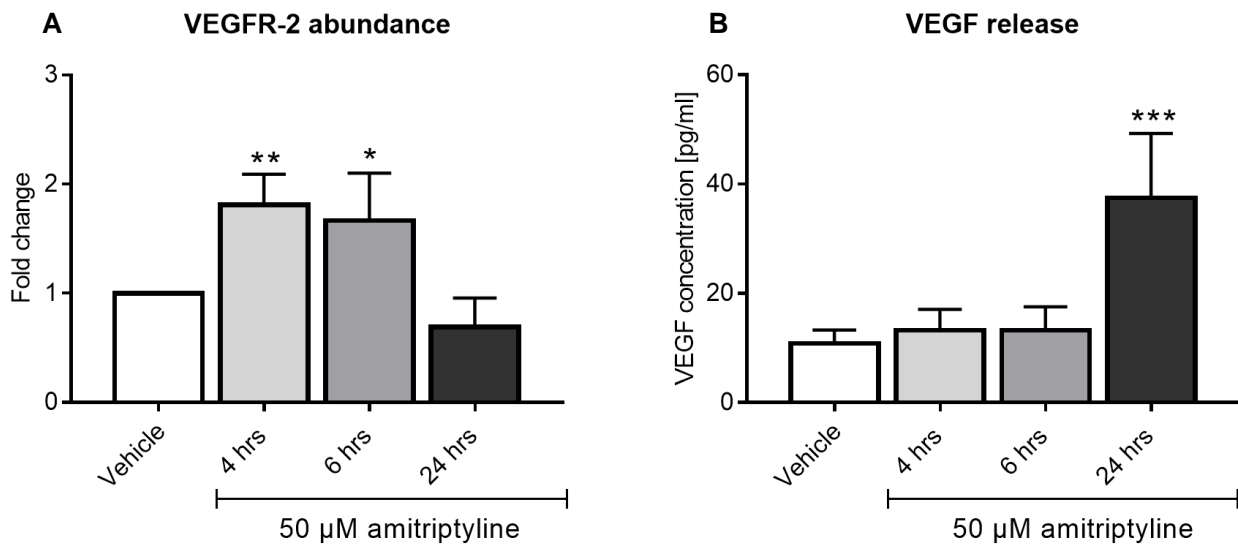 A VEGFR-2 abundance
Fold change
3
2
1
0
**
*
Vehicle
4 hrs
6 hrs
24 hrs
50 µM amitriptyline
B VEGF release
VEGF concentration [pg/ml]
60
40
20
0
***
Vehicle
4 hrs
6 hrs
24 hrs
50 µM amitriptyline